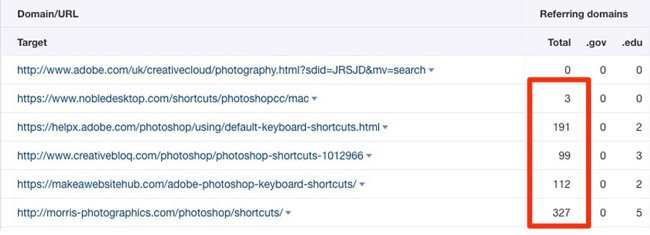 Domain/URL Referring domains
Target Total .gov .edu
http://www.adobe.com/uk/creativecloud/photography.html?sdid=JRSJD&mv=search 0 0 0
https://www.nobledesktop.com/shortcuts/photoshopcc/mac 3 0 0
https://helpx.adobe.com/photoshop/using/default-keyboard-shortcuts.html 191 0 2
http://www.creativebloq.com/photoshop/photoshop-shortcuts-1012966 99 0 3
https://makeawebsitehub.com/adobe-photoshop-keyboard-shortcuts/ 112 0 2
http://morris-photographics.com/photoshop/shortcuts/ 327 0 5